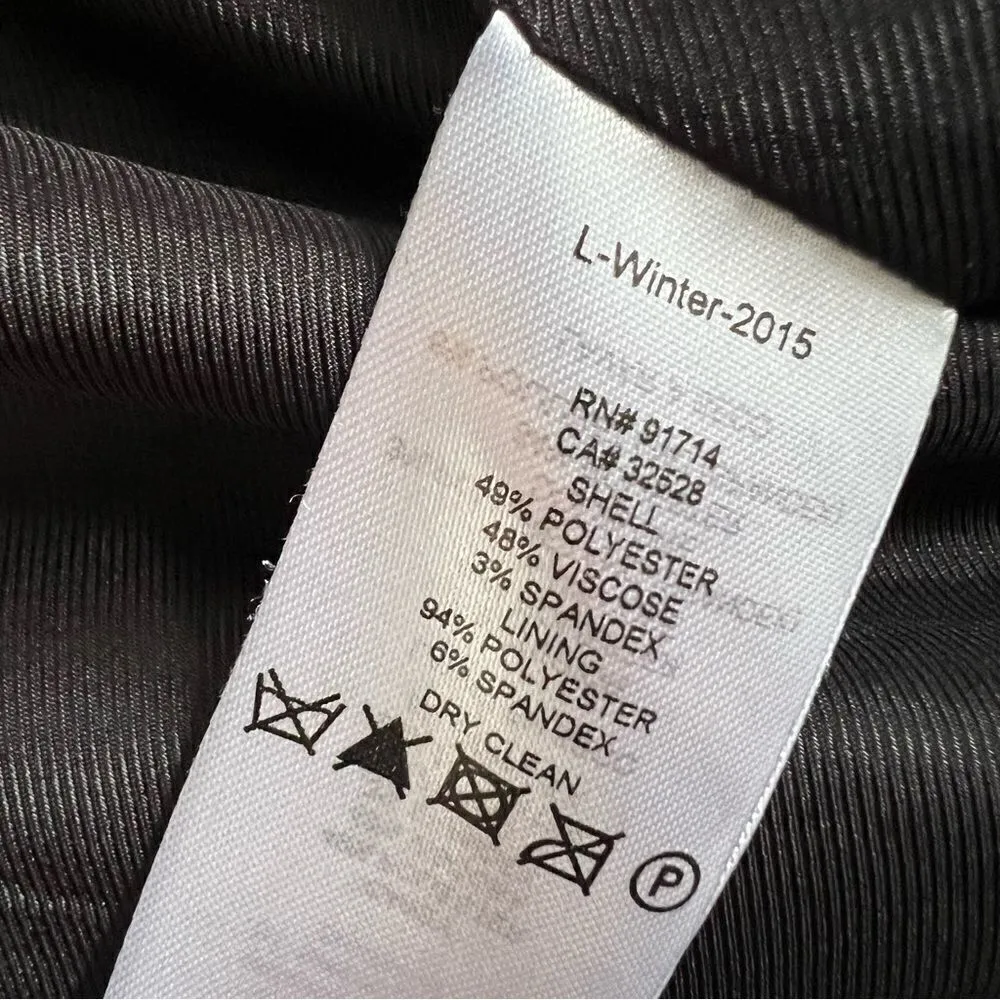 L-Winter-2015
RN# 91714
CA# 32528
SHELL
49% POLYESTER
48% VISCOSE
3% SPANDEX
LINING
94% POLYESTER
6% SPANDEX
DRY CLEAN
P